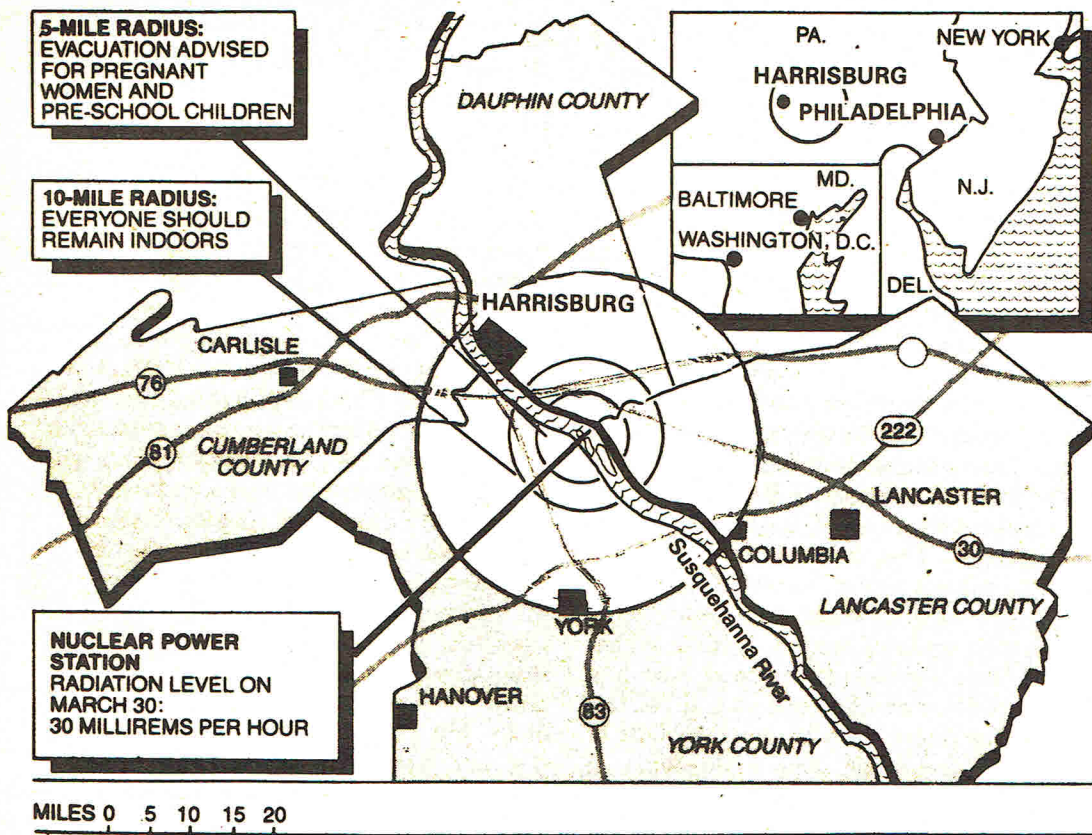 5-MILE RADIUS:
EVACUATION ADVISED
FOR PREGNANT
WOMEN AND
PRE-SCHOOL CHILDREN
10-MILE RADIUS:
EVERYONE SHOULD
REMAIN INDOORS
DAUPHIN COUNTY
PA.
NEW YORK
HARRISBURG
PHILADELPHIA
MD.
N.J.
BALTIMORE
WASHINGTON, D.C.
DEL.
HARRISBURG
CARLISLE
76
81
CUMBERLAND
COUNTY
222
LANCASTER
COLUMBIA
30
Susquehanna River
LANCASTER COUNTY
YORK
NUCLEAR POWER
STATION
RADIATION LEVEL ON
MARCH 30:
30 MILLIREMS PER HOUR
HANOVER
83
YORK COUNTY
MILES 0 5 10 15 20